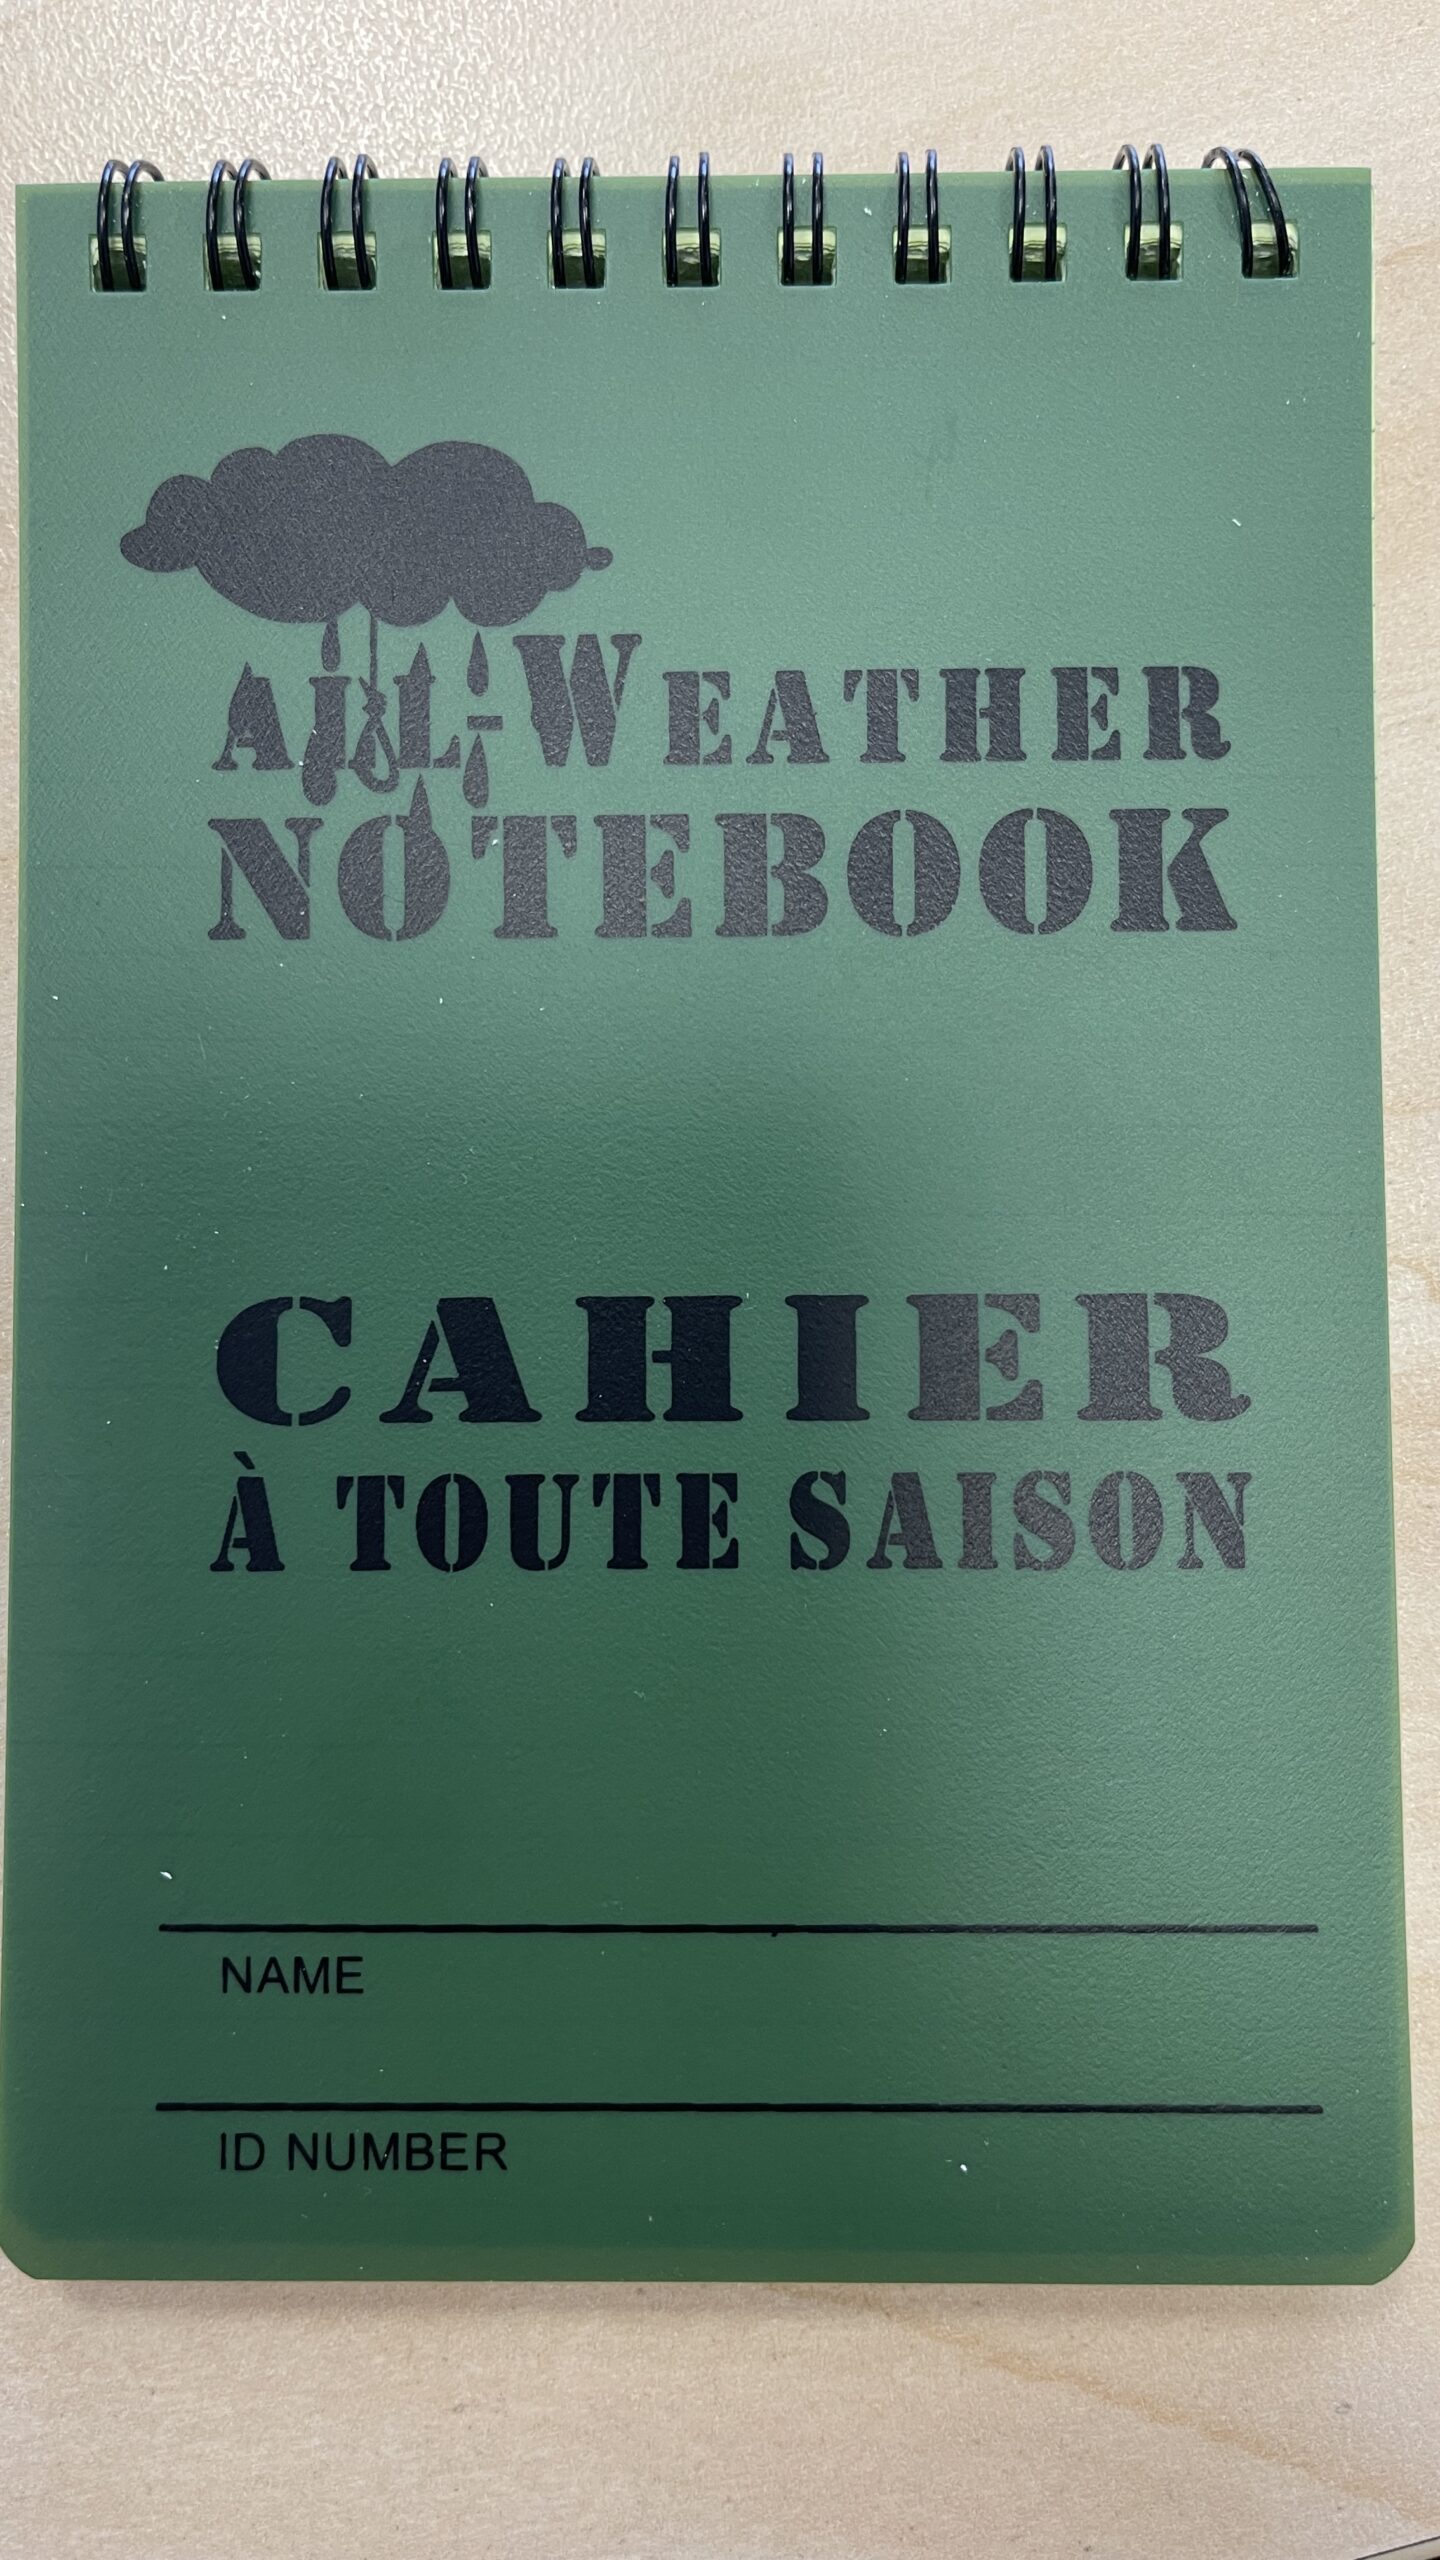 ALL-WEATHER
NOTEBOOK
CAHIER
À TOUTE SAISON
NAME
ID NUMBER